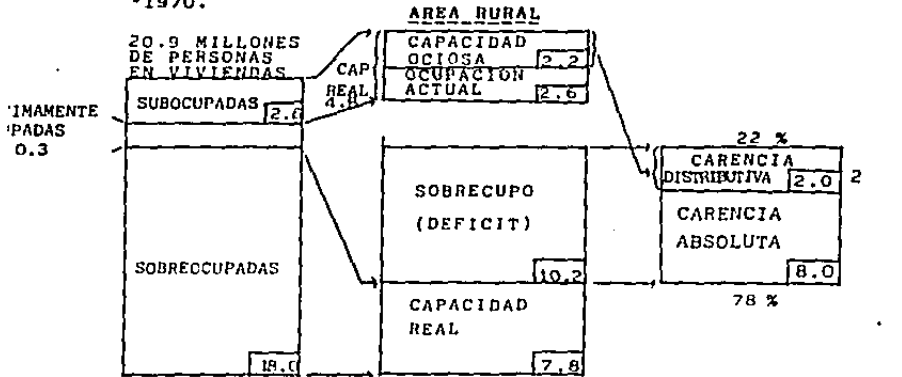 1970.
AREA RURAL
20.9 MILLONES
DE PERSONAS
EN VIVIENDAS
SUBOCUPADAS 2.6
IMAMENTE
PADAS
0.3
SOBREOCCUPADAS
18.0
CAP
REAL
4.8
CAPACIDAD
OCIOSA 2.2
OCUPACION
ACTUAL 2.6
SOBRECUPO
(DEFICIT)
10.2
CAPACIDAD
REAL
7.8
22 %
CARENCIA
DISTRIBUTIVA 2.0 2
CARENCIA
ABSOLUTA
8.0
78 %